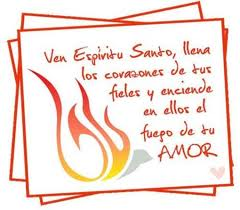 Ven Espíritu Santo, llena
los corazones de tus
fieles y enciende
en ellos el
fuego de tu
AMOR